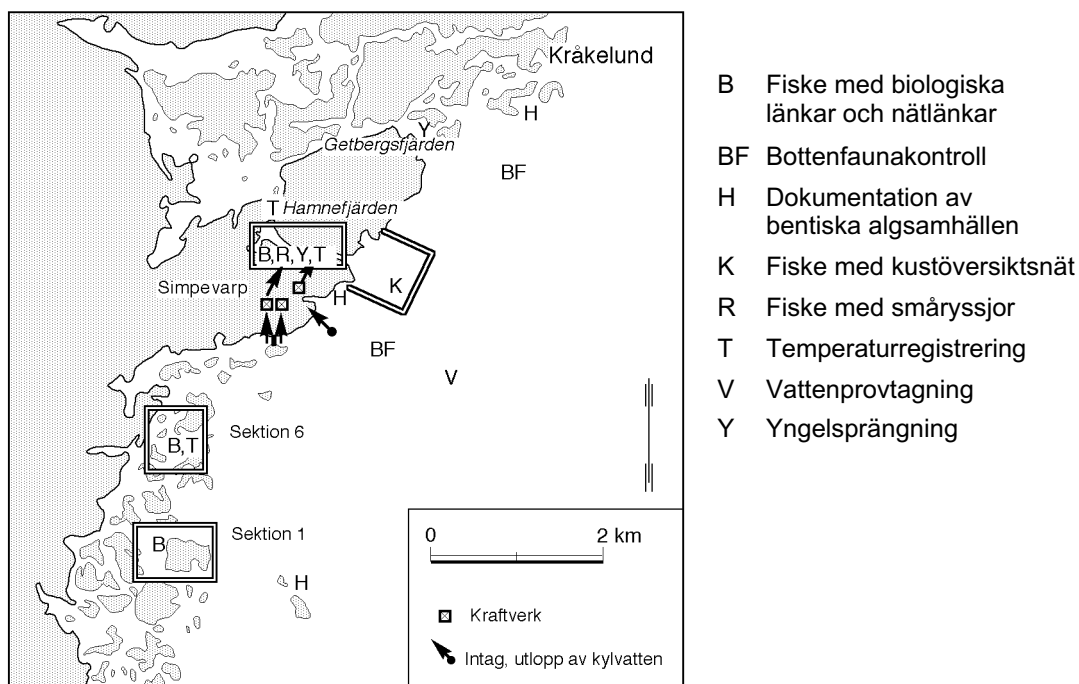 Kråkelund
H
Y
Getbergsfjärden
BF
T Hamnefjärden
B,R,Y,T
Simpevarp
K
H
BF
V
Sektion 6
B,T
Sektion 1
B
H
0 2 km
Kraftverk
Intag, utlopp av kylvatten
B Fiske med biologiska
länkar och nätlänkar
BF Bottenfaunakontroll
H Dokumentation av
bentiska algsamhällen
K Fiske med kustöversiktsnät
R Fiske med småryssjor
T Temperaturregistrering
V Vattenprovtagning
Y Yngelsprängning